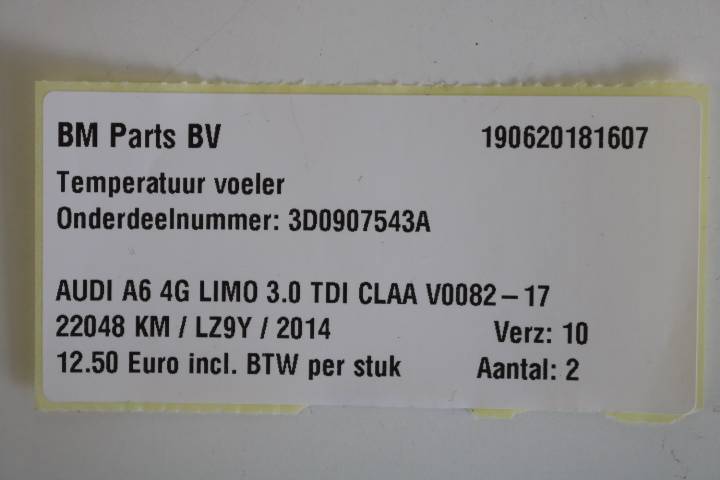 BM Parts BV 190620181607
Temperatuur voeler
Onderdeelnummer: 3D0907543A
AUDI A6 4G LIMO 3.0 TDI CLAA V0082-17
22048 KM / LZ9Y / 2014 Verz: 10
12.50 Euro incl. BTW per stuk Aantal: 2